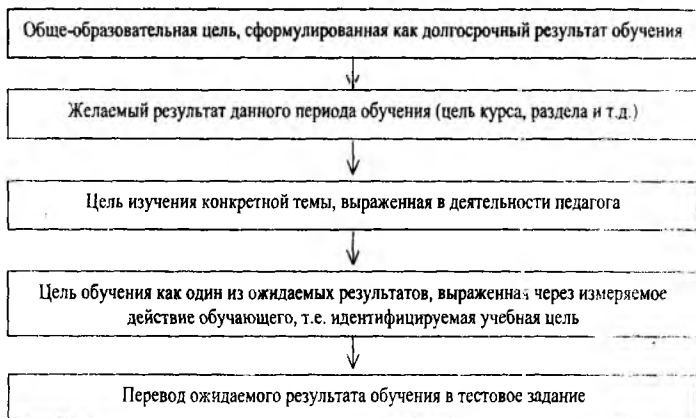 Обще-образовательная цель, сформулированная как долгосрочный результат обучения
Желаемый результат данного периода обучения (цель курса, раздела и т.д.)
Цель изучения конкретной темы, выраженная в деятельности педагога
Цель обучения как один из ожидаемых результатов, выраженная через измеряемое
действие обучающего, т.е. идентифицируемая учебная цель
Перевод ожидаемого результата обучения в тестовое задание